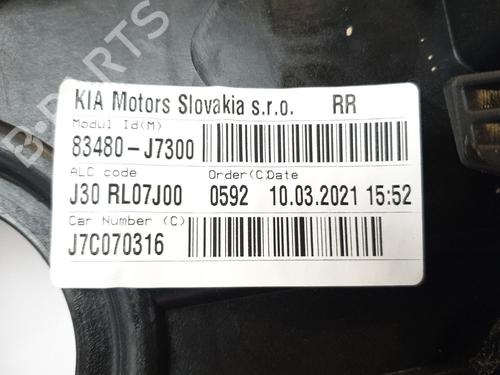 KIA Motors Slovakia s.r.o. RR
Modul Id(M)
83480-J7300
ALC code Order(C)Date
J30 RL07J00 0592 10.03.2021 15:52
Car Number (C)
J7C070316